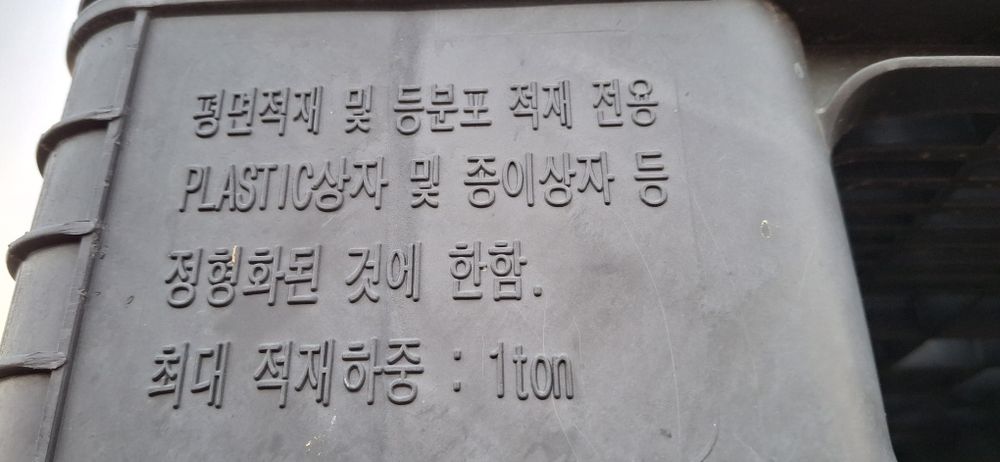 평면적재 및 등분포 적재 전용
PLASTIC상자 및 종이상자 등
정형화된 것에 한함.
최대 적재하중 : 1ton